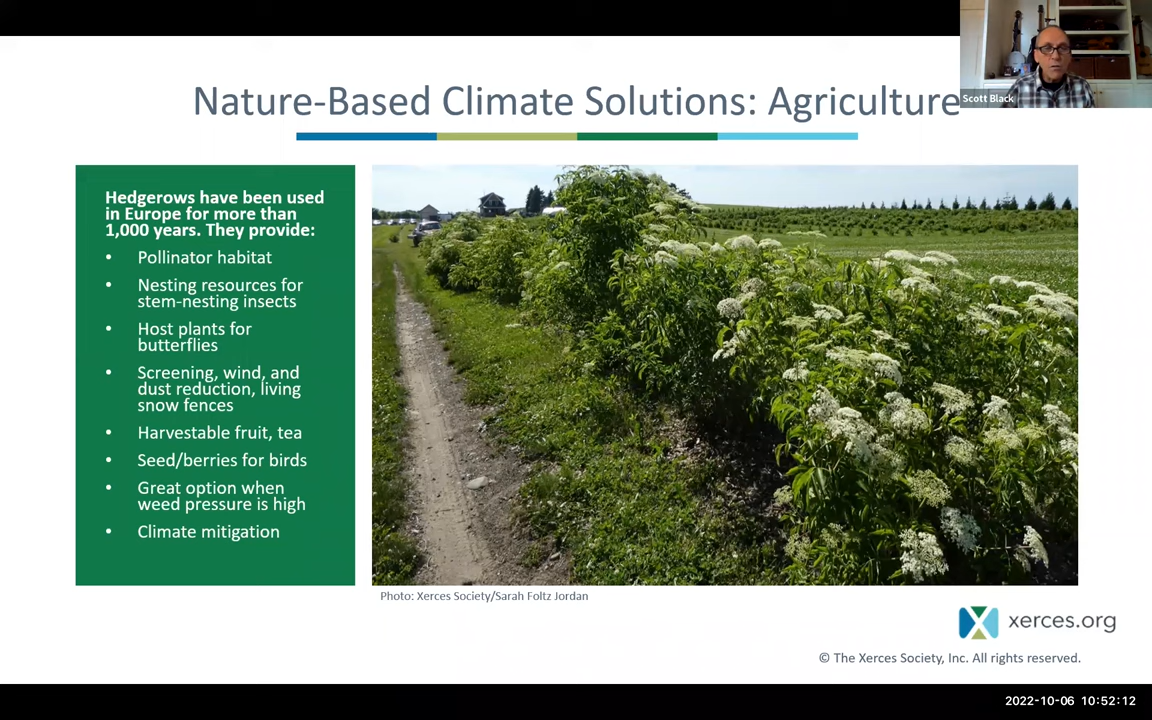 Scott Black
Nature-Based Climate Solutions: Agriculture
Hedgerows have been used
in Europe for more than
1,000 years. They provide:
• Pollinator habitat
• Nesting resources for
stem-nesting insects
• Host plants for
butterflies
• Screening, wind, and
dust reduction, living
snow fences
• Harvestable fruit, tea
• Seed/berries for birds
• Great option when
weed pressure is high
• Climate mitigation
Photo: Xerces Society/Sarah Foltz Jordan
xerces.org
© The Xerces Society, Inc. All rights reserved.
2022-10-06 10:52:12